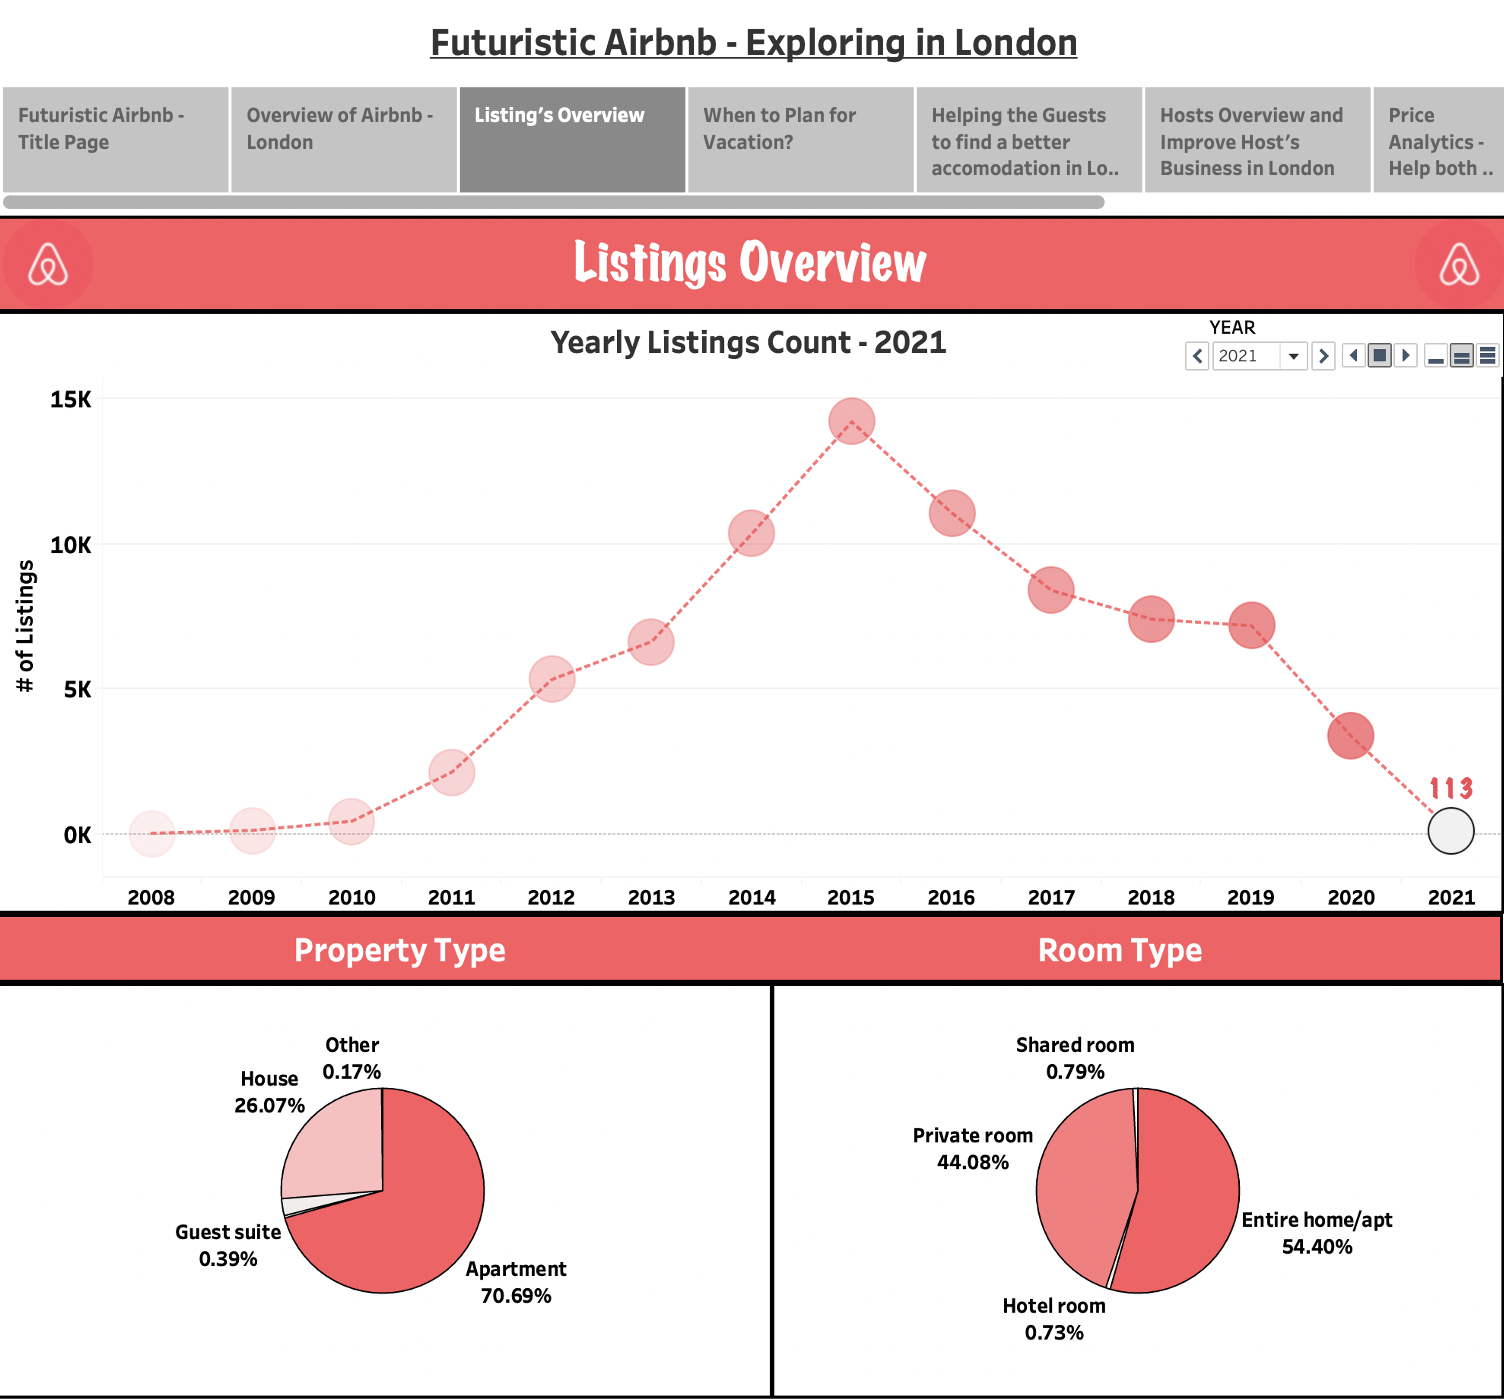 Futuristic Airbnb - Exploring in London
Futuristic Airbnb -
Title Page
Overview of Airbnb -
London
Listing's Overview
When to Plan for
Vacation?
Helping the Guests
to find a better
accomodation in Lo..
Hosts Overview and
Improve Host's
Business in London
Price
Analytics -
Help both ..
Listings Overview
Yearly Listings Count - 2021
YEAR
2021
# of Listings
15K
10K
5K
0K
113
2008 2009 2010 2011 2012 2013 2014 2015 2016 2017 2018 2019 2020 2021
Property Type
Other
0.17%
House
26.07%
Guest suite
0.39%
Apartment
70.69%
Room Type
Shared room
0.79%
Private room
44.08%
Entire home/apt
54.40%
Hotel room
0.73%